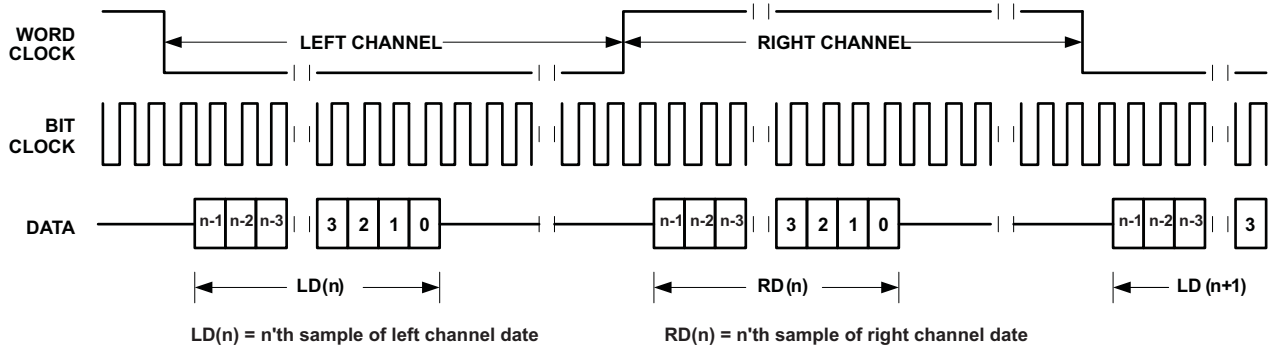 WORD
CLOCK
LEFT CHANNEL
RIGHT CHANNEL
BIT
CLOCK
DATA
n-1 n-2 n-3 3 2 1 0 n-1 n-2 n-3 3 2 1 0 n-1 n-2 n-3 3
LD(n) RD(n) LD (n+1)
LD(n) = n'th sample of left channel date
RD(n) = n'th sample of right channel date